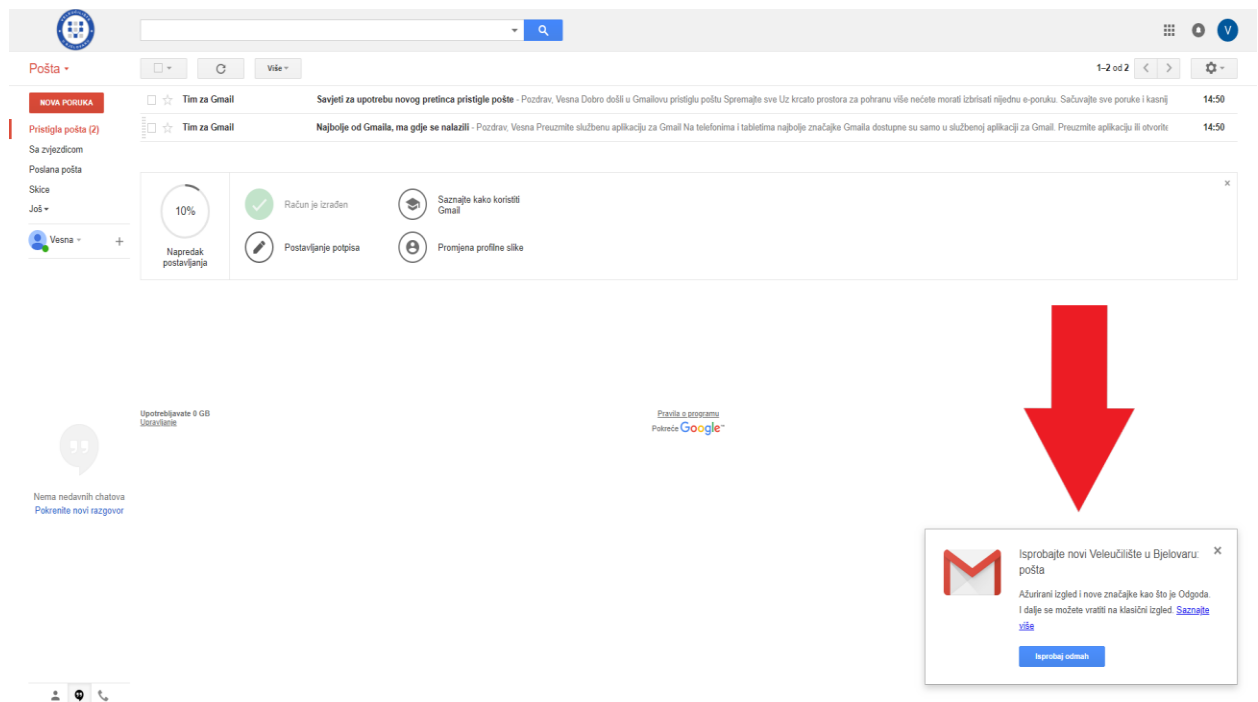 V
Pošta
Više
1–2 od 2
NOVA PORUKA
Tim za Gmail Savjeti za upotrebu novog pretinca pristigle pošte - Pozdrav, Vesna Dobro došli u Gmailovu pristiglu poštu Spremajte sve Uz krcato prostora za pohranu više nećete morati izbrisati nijednu e-poruku. Sačuvajte sve poruke i kasnij 14:50
Pristigla pošta (2)
Tim za Gmail Najbolje od Gmaila, ma gdje se nalazili - Pozdrav, Vesna Preuzmite službenu aplikaciju za Gmail Na telefonima i tabletima najbolje značajke Gmaila dostupne su samo u službenoj aplikaciji za Gmail. Preuzmite aplikaciju ili otvorite 14:50
Sa zvjezdicom
Poslana pošta
Skice
Još
Vesna
10%
Napredak
postavljanja
Račun je izrađen
Saznajte kako koristiti
Gmail
Postavljanje potpisa
Promjena profilne slike
Upotrebljavate 0 GB
Upravljanje
Pravila o programu
Pokreće Google™
Nema nedavnih chatova
Pokrenite novi razgovor
Isprobajte novi Veleučilište u Bjelovaru:
pošta
Ažurirani izgled i nove značajke kao što je Odgoda.
I dalje se možete vratiti na klasični izgled. Saznajte
više
Isprobaj odmah